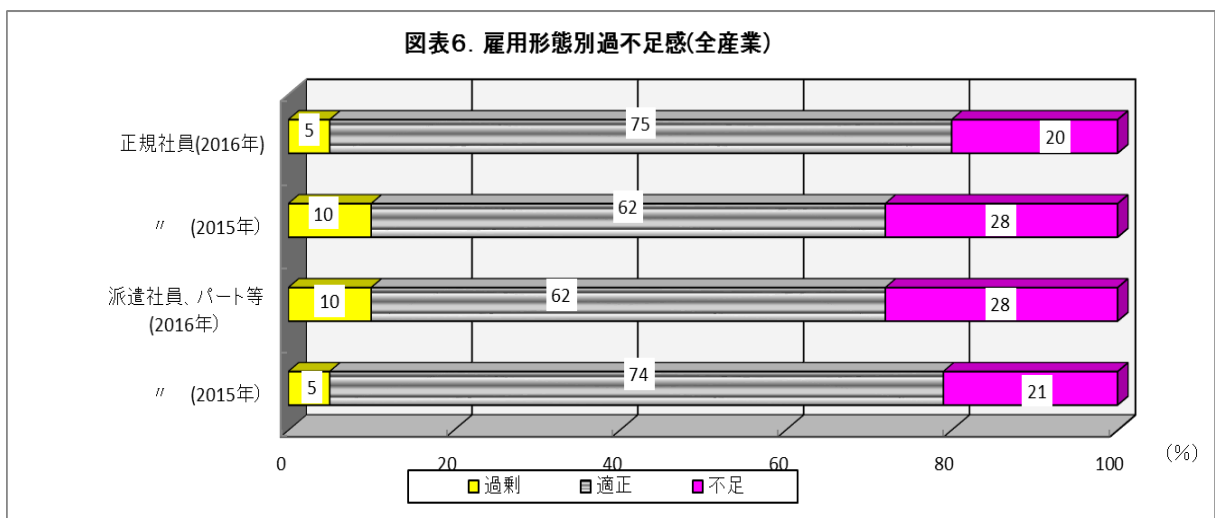 図表6．雇用形態別過不足感(全産業)
正規社員(2016年)
5
75
20
〃 (2015年)
10
62
28
派遣社員、パート等
(2016年)
10
62
28
〃 (2015年)
5
74
21
0
20
40
60
80
100
(%)
過剰
適正
不足